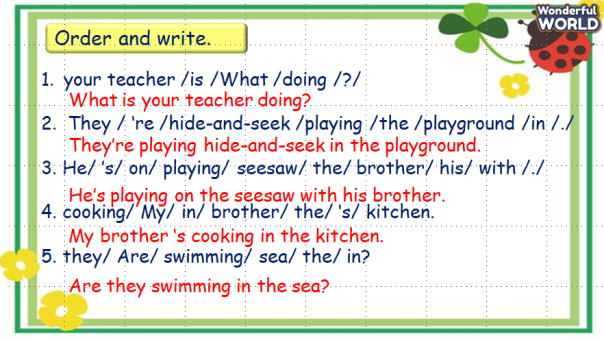 Wonderful
WORLD
Order and write.
1. your teacher /is /What /doing /?/
What is your teacher doing?
2. They / ‘re /hide-and-seek /playing /the /playground /in /./
They’re playing hide-and-seek in the playground.
3. He/ ’s/ on/ playing/ seesaw/ the/ brother/ his/ with /./
He’s playing on the seesaw with his brother.
4. cooking/ My/ in/ brother/ the/ ‘s/ kitchen.
My brother ‘s cooking in the kitchen.
5. they/ Are/ swimming/ sea/ the/ in?
Are they swimming in the sea?